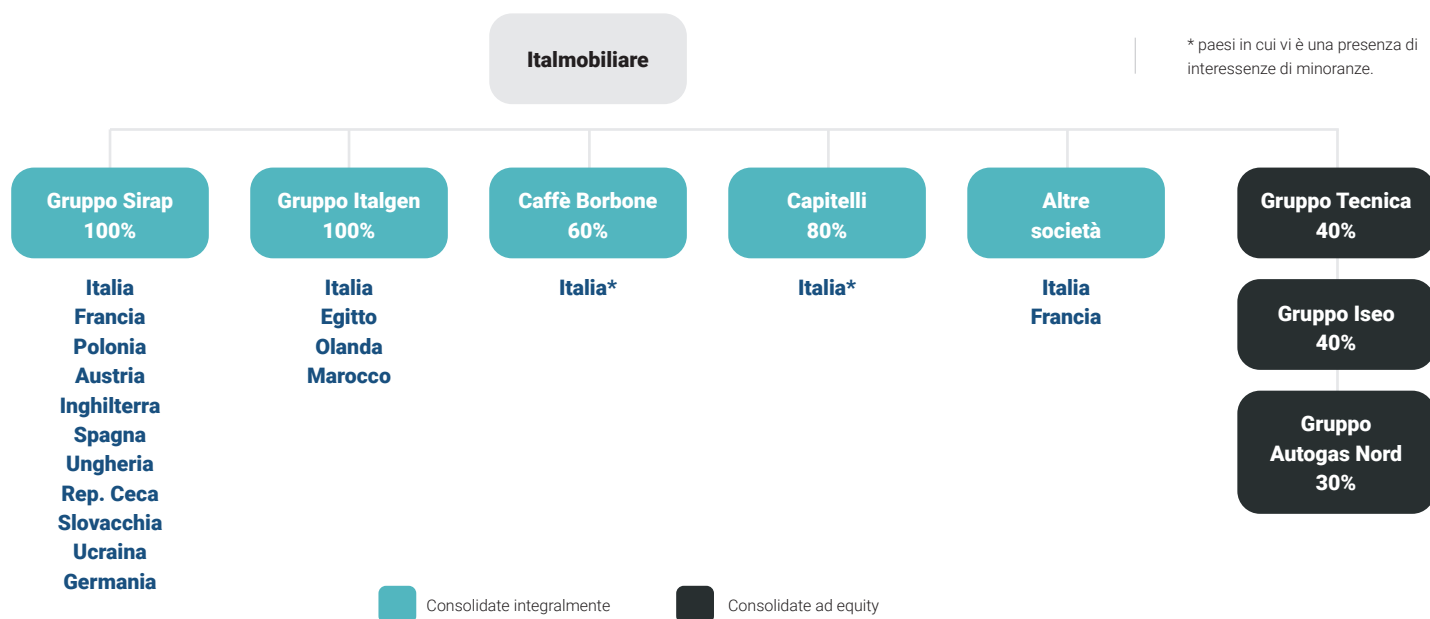 Italmobiliare
* paesi in cui vi è una presenza di
interessenze di minoranze.
Gruppo Sirap
100%
Italia
Francia
Polonia
Austria
Inghilterra
Spagna
Ungheria
Rep. Ceca
Slovacchia
Ucraina
Germania
Gruppo Italgen
100%
Italia
Egitto
Olanda
Marocco
Caffè Borbone
60%
Italia*
Capitelli
80%
Italia*
Altre
società
Italia
Francia
Gruppo Tecnica
40%
Gruppo Iseo
40%
Gruppo
Autogas Nord
30%
Consolidate integralmente
Consolidate ad equity